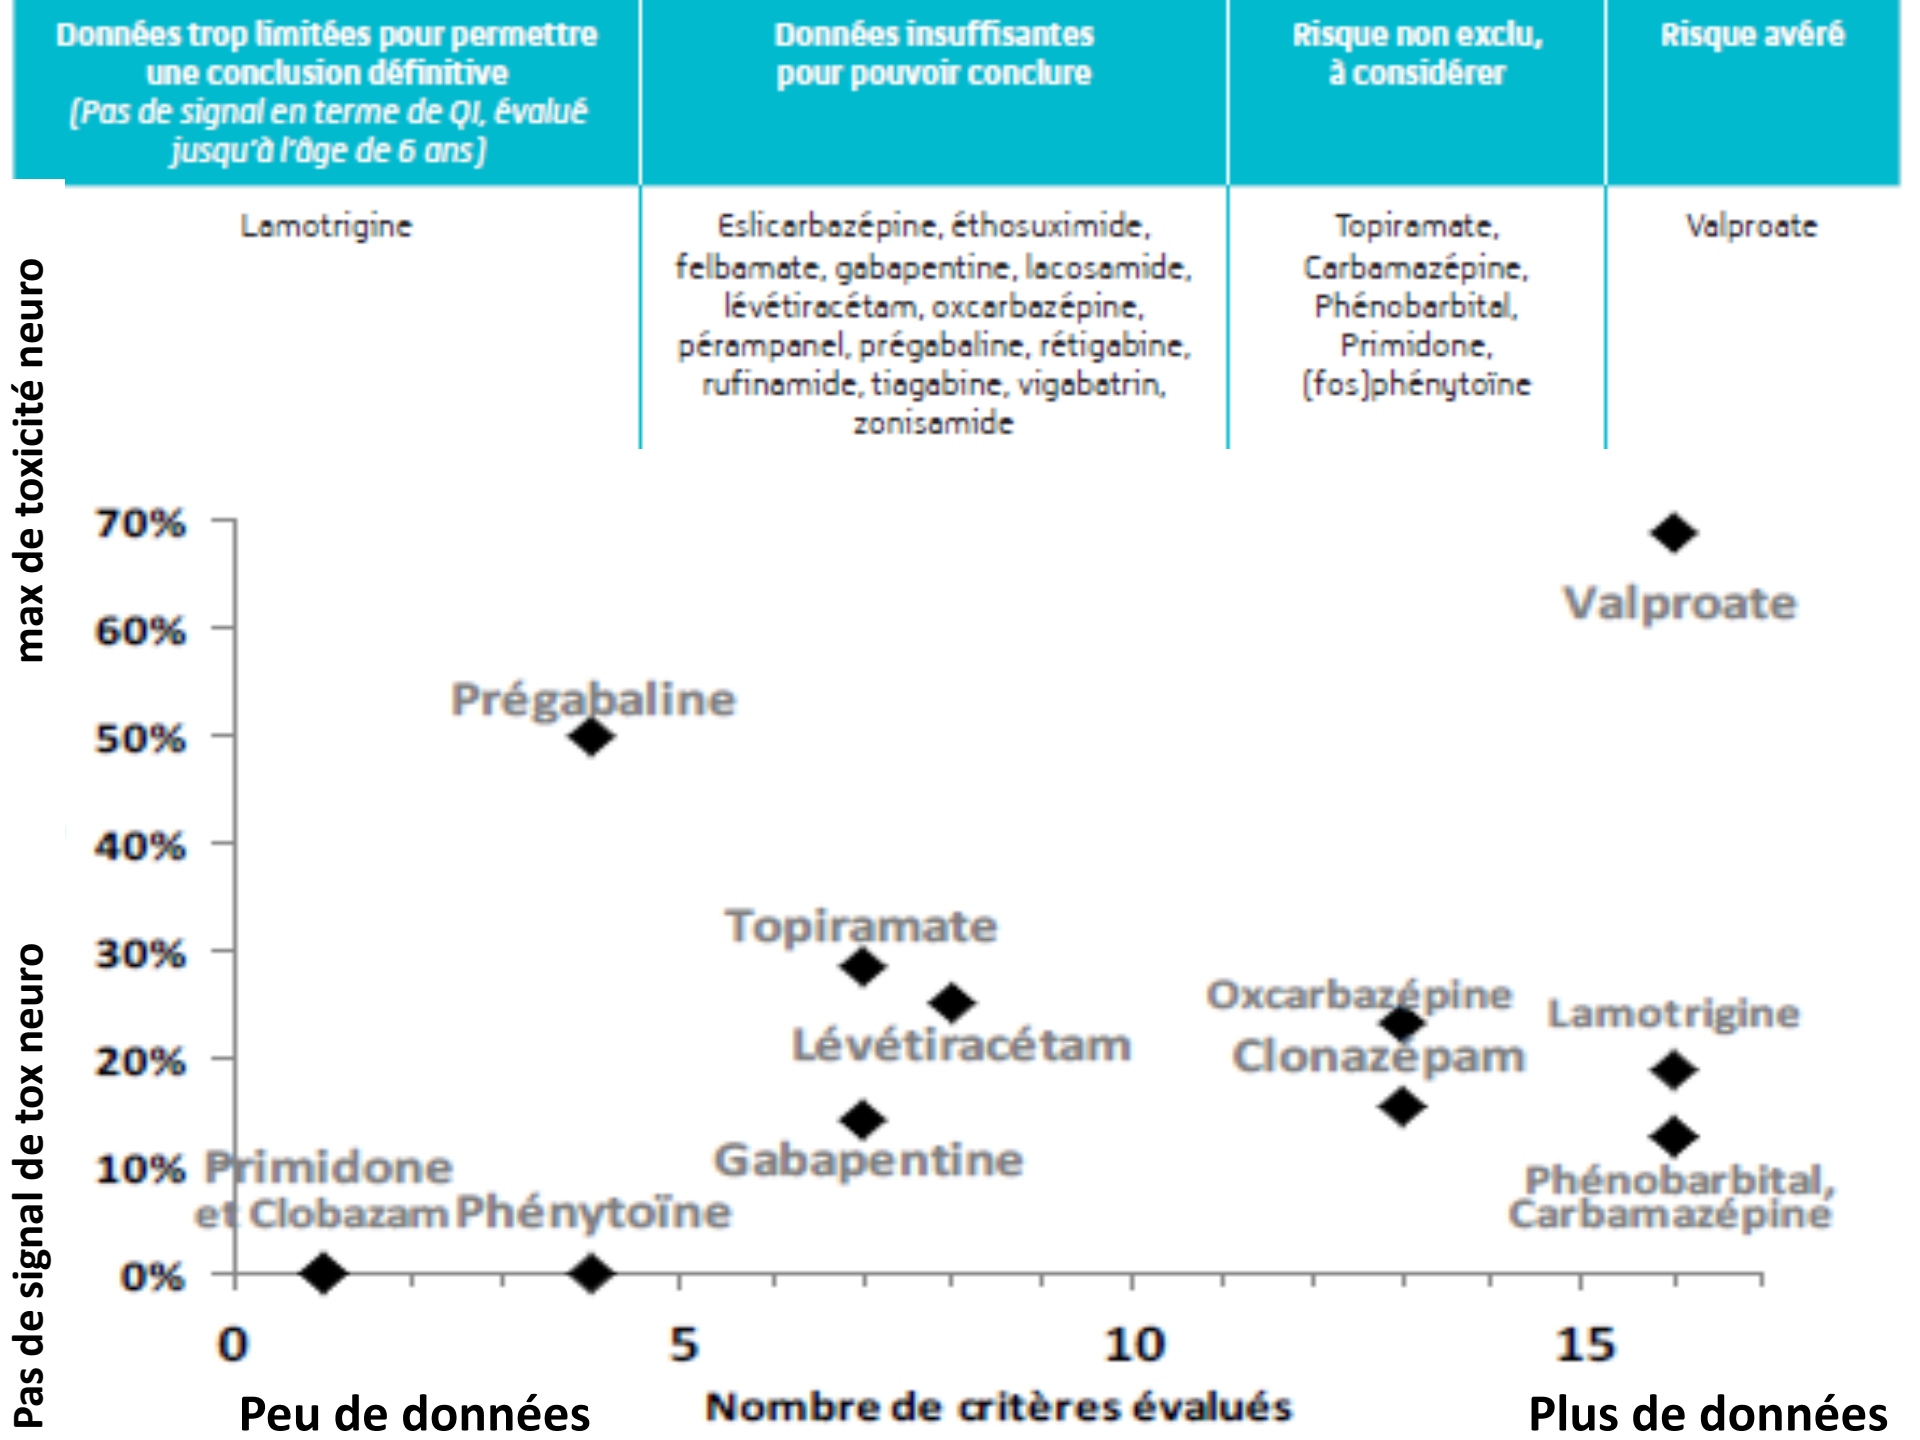 Données trop limitées pour permettre
une conclusion définitive
(Pas de signal en terme de QI, évalué
jusqu'à l'âge de 6 ans)
Données insuffisantes
pour pouvoir conclure
Risque non exclu,
à considérer
Risque avéré
Lamotrigine
Eslicarbazépine, éthosuximide,
felbamate, gabapentine, lacosamide,
lévétiracétam, oxcarbazépine,
pérampanel, prégabaline, rétigabine,
rufinamide, tiagabine, vigabatrin,
zonisamide
Topiramate,
Carbamazépine,
Phénobarbital,
Primidone,
(fos)phénytoïne
Valproate
max de toxicité neuro
Pas de signal de tox neuro
70%
60%
50%
40%
30%
20%
10%
0%
Valproate
Prégabaline
Topiramate
Lévétiracétam
Oxcarbazépine
Clonazépam
Lamotrigine
Gabapentine
Primidone
et Clobazam
Phénytoïne
Phénobarbital,
Carbamazépine
0
5
10
15
Peu de données
Nombre de critères évalués
Plus de données